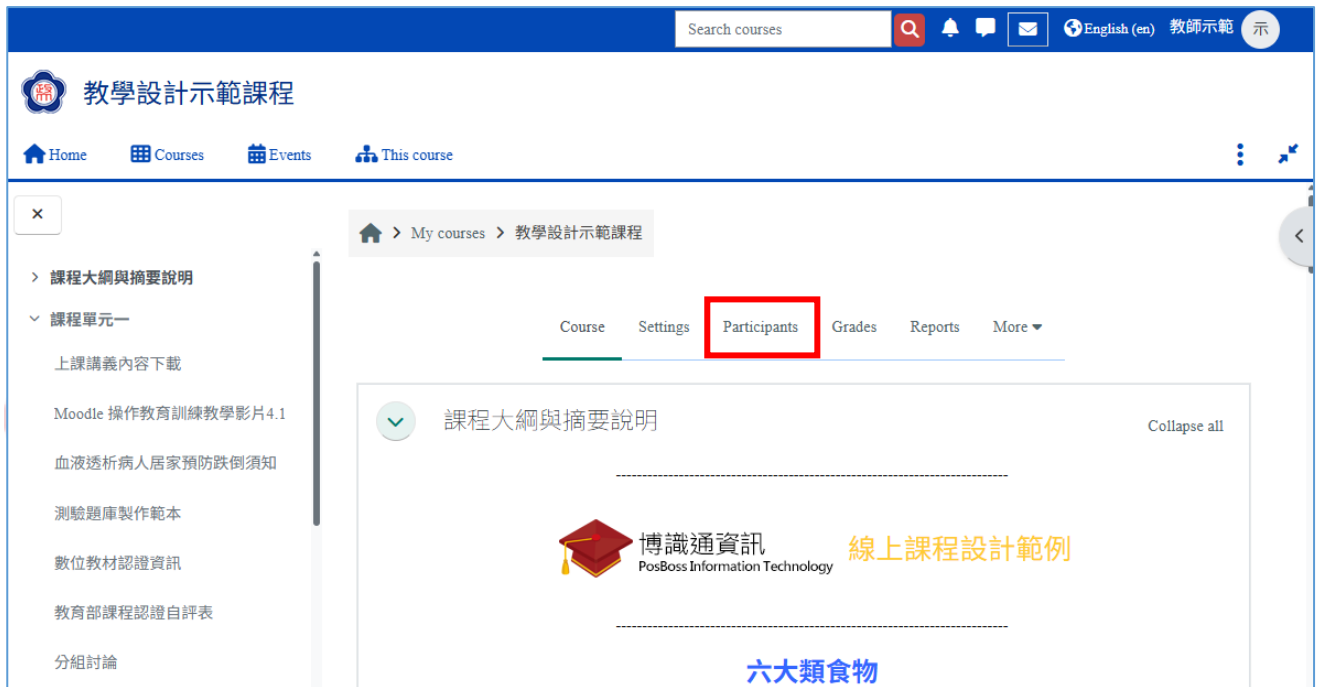 Search courses
English (en)
教師示範
示
教學設計示範課程
Home
Courses
Events
This course
My courses
教學設計示範課程
課程大綱與摘要說明
課程單元一
上課講義內容下載
Moodle 操作教育訓練教學影片4.1
血液透析病人居家預防跌倒須知
測驗題庫製作範本
數位教材認證資訊
教育部課程認證自評表
分組討論
Course
Settings
Participants
Grades
Reports
More
課程大綱與摘要說明
Collapse all
博識通資訊
PosBoss Information Technology
線上課程設計範例
六大類食物